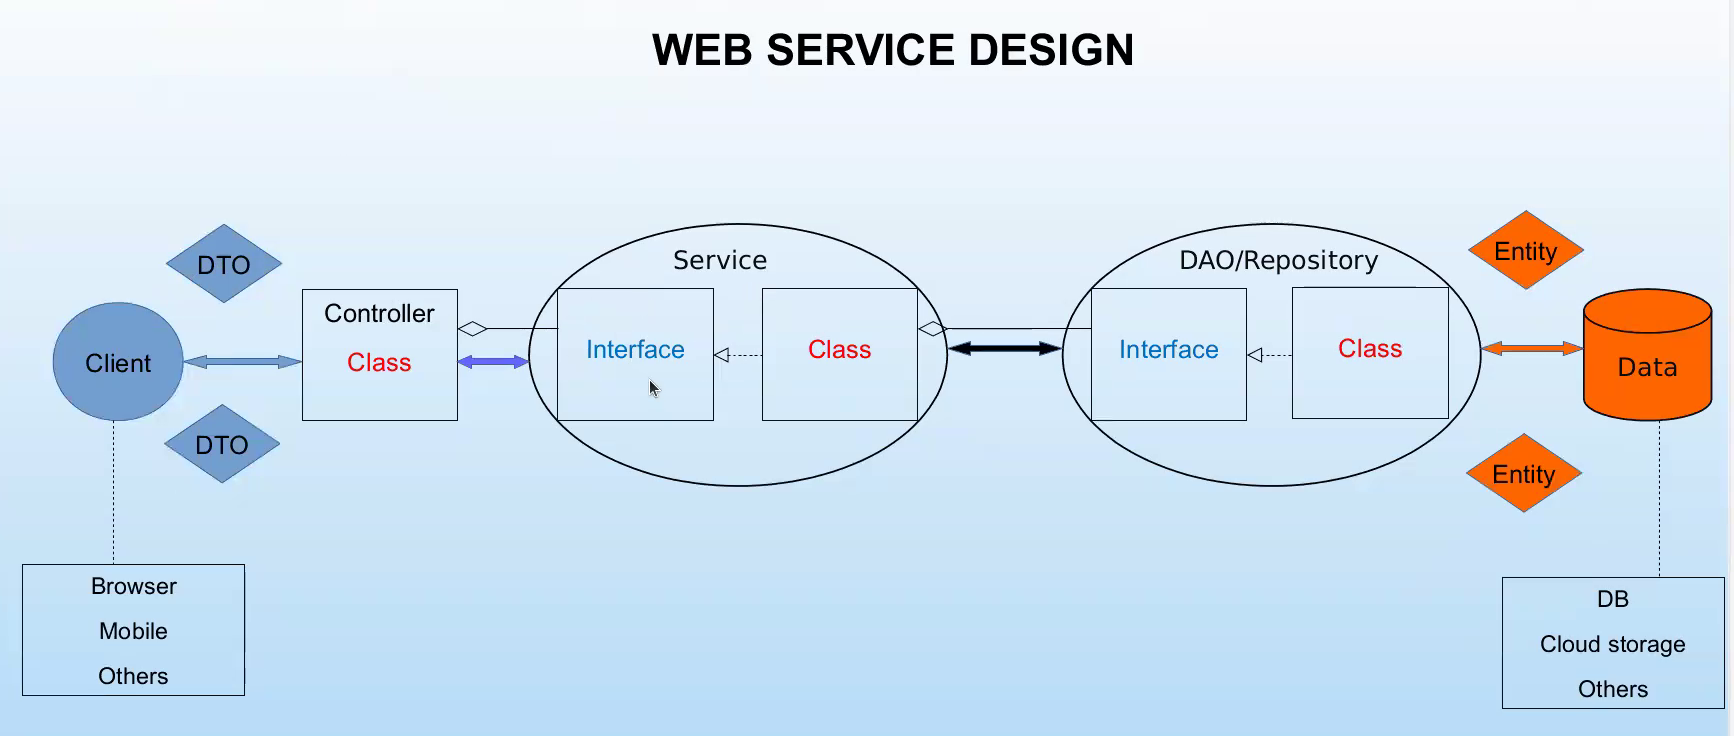 WEB SERVICE DESIGN
DTO
Client
DTO
Controller
Class
Service
Interface
Class
DAO/Repository
Interface
Class
Entity
Data
Entity
Browser
Mobile
Others
DB
Cloud storage
Others